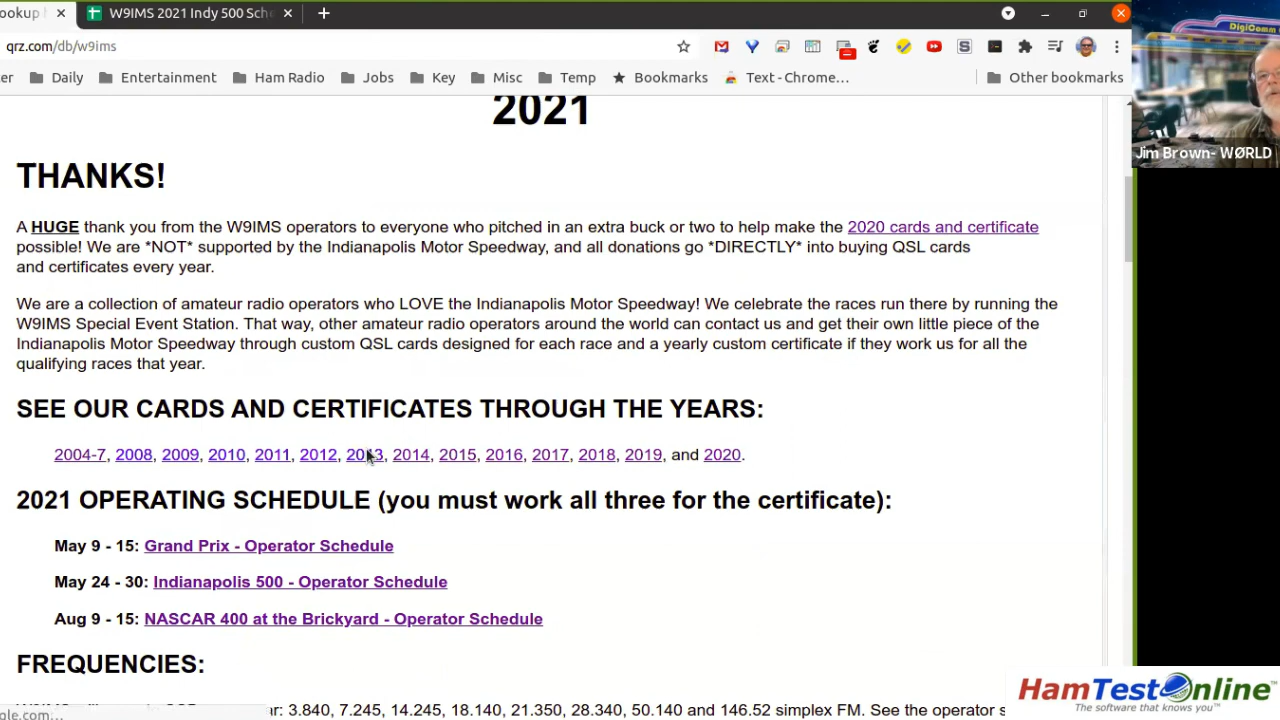 ookup
W9IMS 2021 Indy 500 Sche
DigiComm
qrz.com/db/w9ims
er Daily Entertainment Ham Radio Jobs Key Misc Temp Bookmarks Text - Chrome... Other bookmarks
2021
Jim Brown- WØRLD
THANKS!
A HUGE thank you from the W9IMS operators to everyone who pitched in an extra buck or two to help make the 2020 cards and certificate
possible! We are *NOT* supported by the Indianapolis Motor Speedway, and all donations go *DIRECTLY* into buying QSL cards
and certificates every year.
We are a collection of amateur radio operators who LOVE the Indianapolis Motor Speedway! We celebrate the races run there by running the
W9IMS Special Event Station. That way, other amateur radio operators around the world can contact us and get their own little piece of the
Indianapolis Motor Speedway through custom QSL cards designed for each race and a yearly custom certificate if they work us for all the
qualifying races that year.
SEE OUR CARDS AND CERTIFICATES THROUGH THE YEARS:
2004-7, 2008, 2009, 2010, 2011, 2012, 2013, 2014, 2015, 2016, 2017, 2018, 2019, and 2020.
2021 OPERATING SCHEDULE (you must work all three for the certificate):
May 9 - 15: Grand Prix - Operator Schedule
May 24 - 30: Indianapolis 500 - Operator Schedule
Aug 9 - 15: NASCAR 400 at the Brickyard - Operator Schedule
FREQUENCIES:
HamTestOnline™
The software that knows you™
ar: 3.840, 7.245, 14.245, 18.140, 21.350, 28.340, 50.140 and 146.52 simplex FM. See the operator s
gle.com...